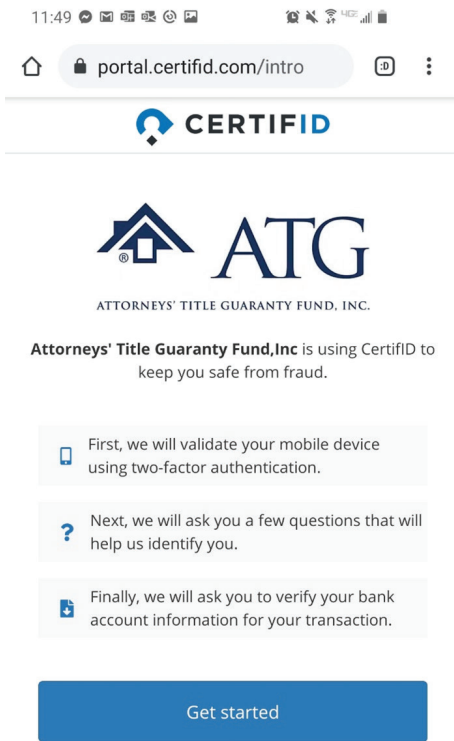 11:49
4GE
portal.certifid.com/intro
:D
CERTIFID
®
ATG
ATTORNEYS' TITLE GUARANTY FUND, INC.
Attorneys' Title Guaranty Fund,Inc is using CertifID to
keep you safe from fraud.
First, we will validate your mobile device
using two-factor authentication.
? Next, we will ask you a few questions that will
help us identify you.
Finally, we will ask you to verify your bank
account information for your transaction.
Get started